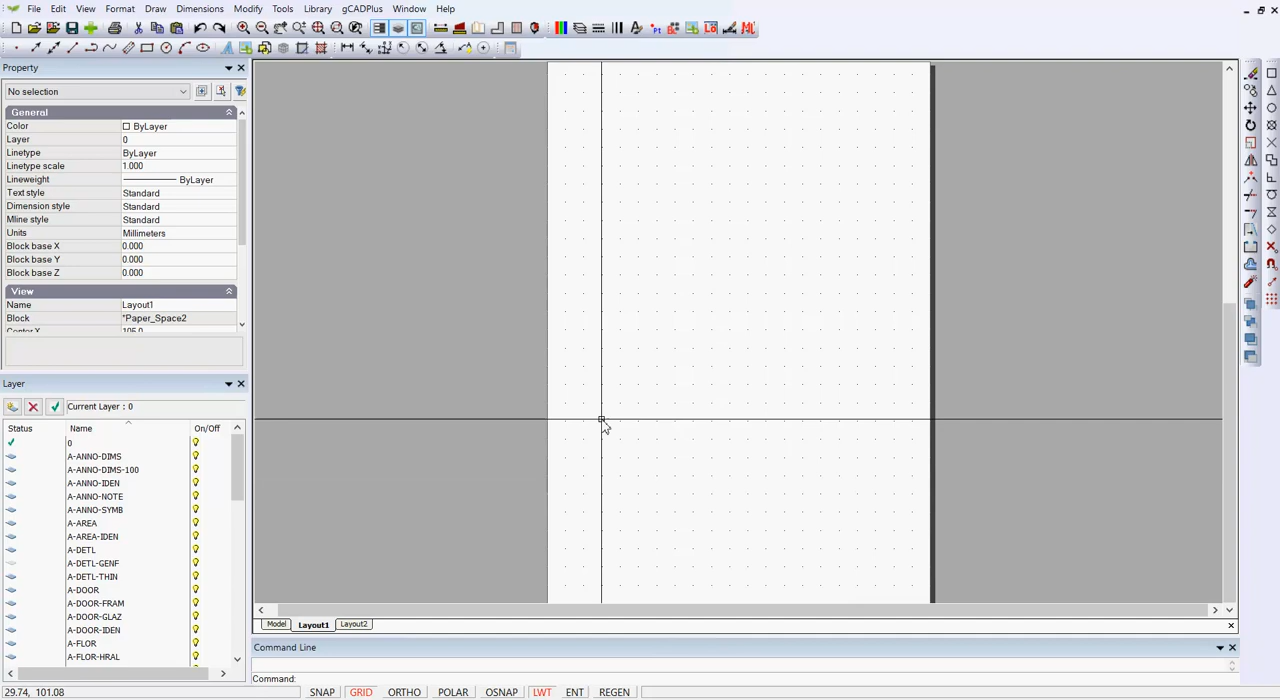 File Edit View Format Draw Dimensions Modify Tools Library gCADPlus Window Help
Property
No selection
General
Color ByLayer
Layer 0
Linetype ByLayer
Linetype scale 1.000
Lineweight ByLayer
Text style Standard
Dimension style Standard
Mline style Standard
Units Millimeters
Block base X 0.000
Block base Y 0.000
Block base Z 0.000
View
Name Layout1
Block *Paper_Space2
Center X 105.0
Layer
Current Layer : 0
Status Name On/Off
0
A-ANNO-DIMS
A-ANNO-DIMS-100
A-ANNO-IDEN
A-ANNO-NOTE
A-ANNO-SYMB
A-AREA
A-AREA-IDEN
A-DETL
A-DETL-GENF
A-DETL-THIN
A-DOOR
A-DOOR-FRAM
A-DOOR-GLAZ
A-DOOR-IDEN
A-FLOR
A-FLOR-HRAL
Model Layout1 Layout2
Command Line
Command:
29.74, 101.08 SNAP GRID ORTHO POLAR OSNAP LWT ENT REGEN